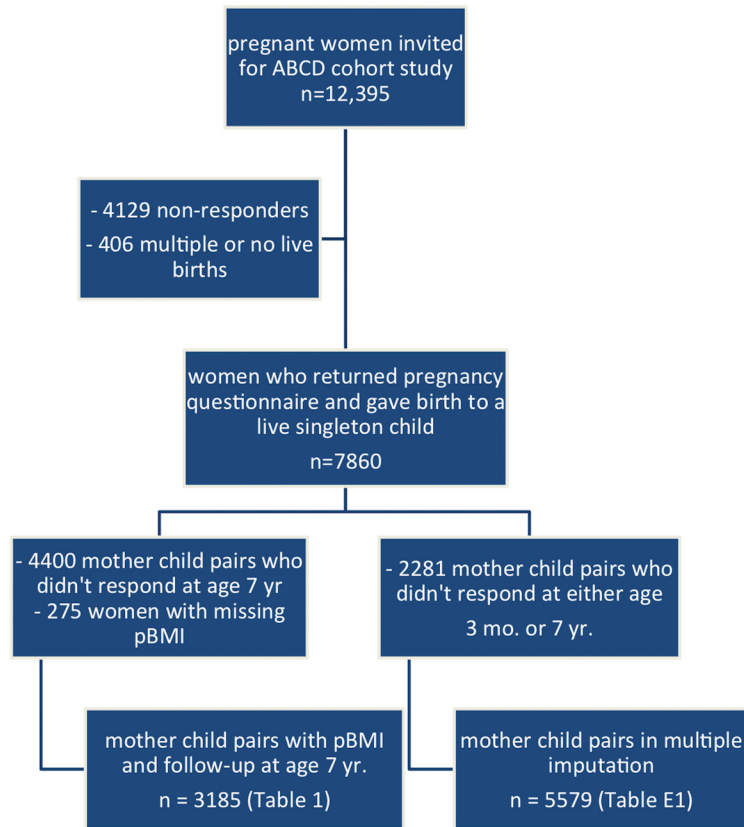 pregnant women invited
for ABCD cohort study
n=12,395
- 4129 non-responders
- 406 multiple or no live
births
women who returned pregnancy
questionnaire and gave birth to a
live singleton child
n=7860
- 4400 mother child pairs who
didn't respond at age 7 yr
- 275 women with missing
pBMI
- 2281 mother child pairs who
didn't respond at either age
3 mo. or 7 yr.
mother child pairs with pBMI
and follow-up at age 7 yr.
n = 3185 (Table 1)
mother child pairs in multiple
imputation
n = 5579 (Table E1)